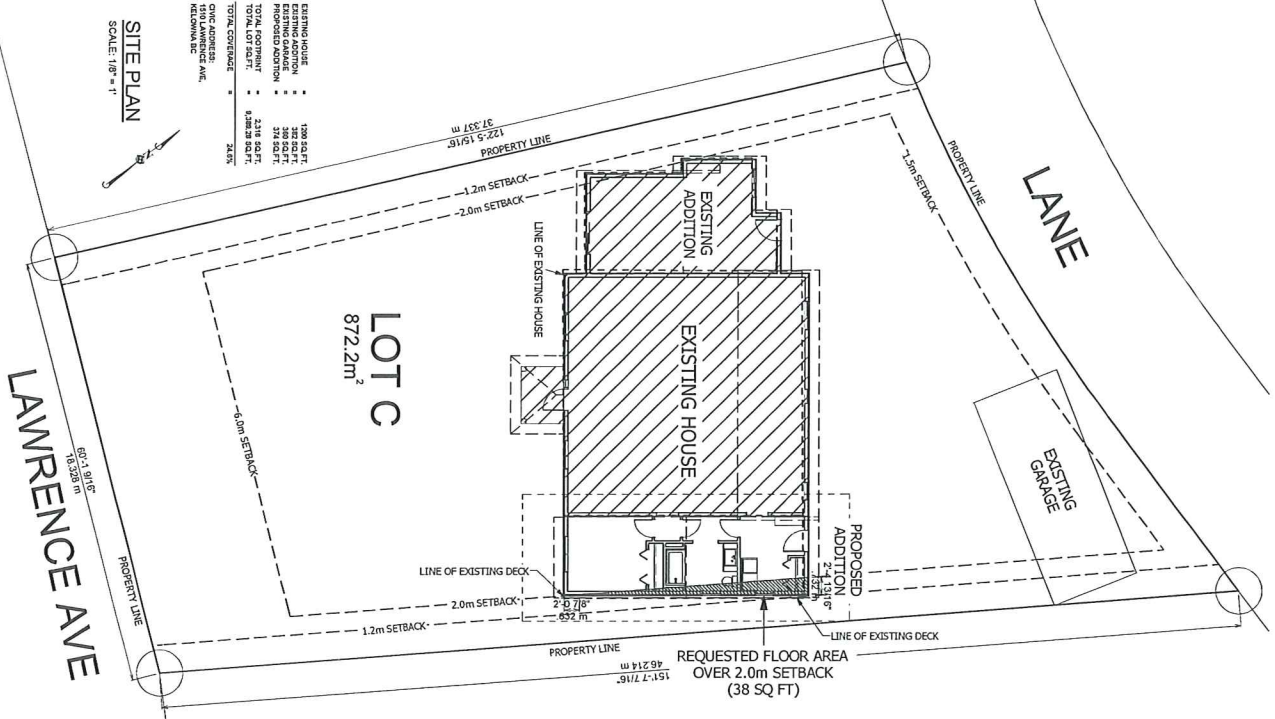 SITE PLAN
SCALE: 1/8" = 1'
EXISTING HOUSE = 1200 SQ.FT.
EXISTING ADDITION = 382 SQ.FT.
EXISTING GARAGE = 360 SQ.FT.
PROPOSED ADDITION = 374 SQ.FT.
TOTAL FOOTPRINT = 2,316 SQ.FT.
TOTAL LOT SQ.FT. = 9,388.29 SQ.FT.
TOTAL COVERAGE = 24.6%
CIVIC ADDRESS:
1510 LAWRENCE AVE,
KELOWNA BC
37.337 m
122'-5 15/16"
PROPERTY LINE
1.2m SETBACK
2.0m SETBACK
LANE
PROPERTY LINE
1.5m SETBACK
EXISTING
ADDITION
LINE OF EXISTING HOUSE
LOT C
872.2m²
EXISTING HOUSE
EXISTING
GARAGE
6.0m SETBACK
LAWRENCE AVE
60'-1 9/16"
18.328 m
PROPERTY LINE
PROPOSED
ADDITION
2'-4 13/16"
.732 m
LINE OF EXISTING DECK
2.0m SETBACK
2'-0 7/8"
.632 m
1.2m SETBACK
LINE OF EXISTING DECK
PROPERTY LINE
REQUESTED FLOOR AREA
OVER 2.0m SETBACK
(38 SQ FT)
46.214 m
151'-7 7/16"